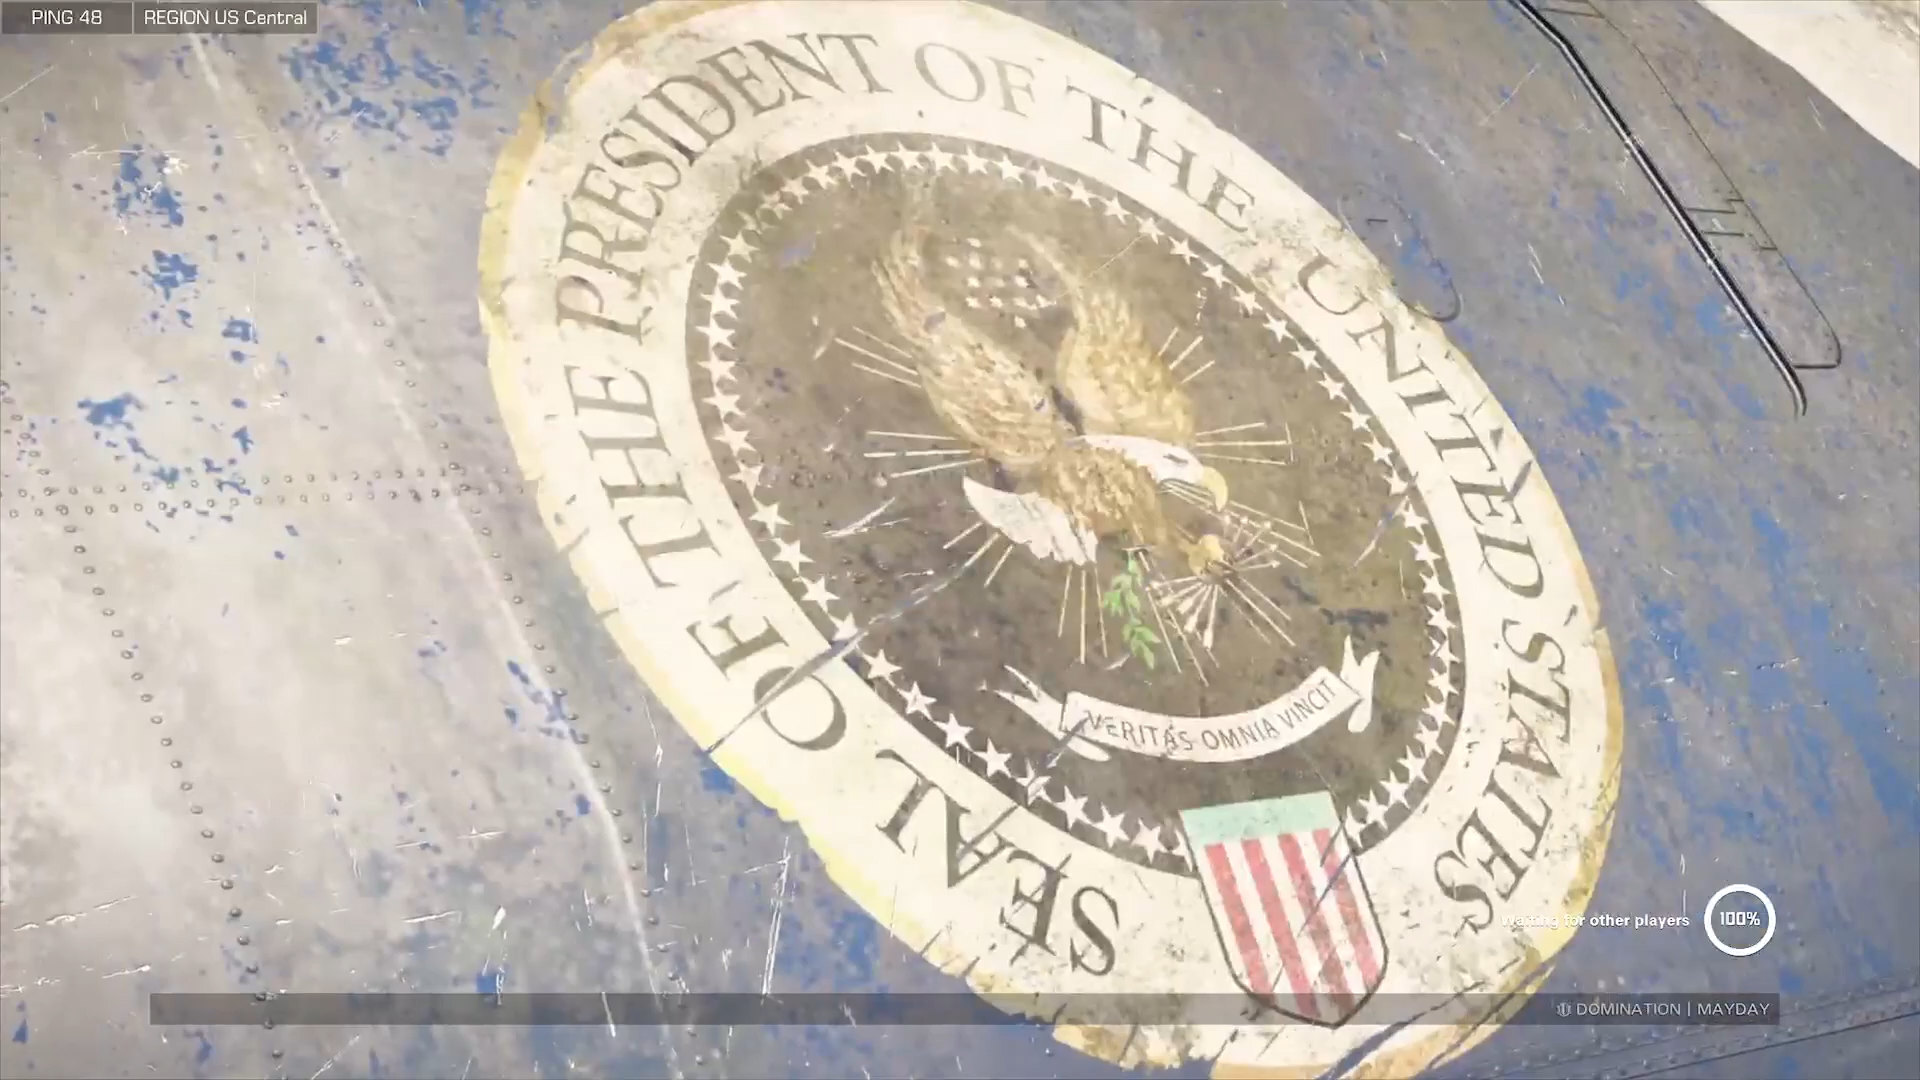 PING 48
REGION US Central
SEAL OF THE PRESIDENT OF THE UNITED STATES
VERITAS OMNIA VINCIT
Waiting for other players
100%
DOMINATION | MAYDAY